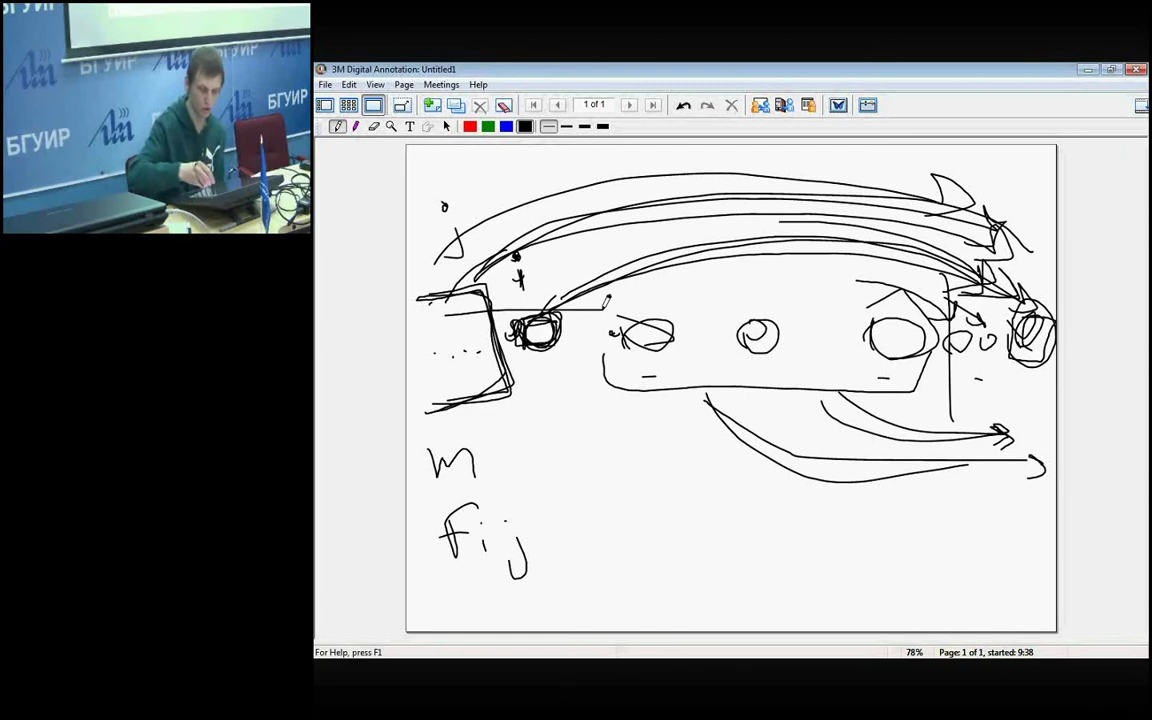 БГУИР
БГУИР
БГУИР
БГУИР
3M Digital Annotation: Untitled1
File Edit View Page Meetings Help
1 of 1
T
j
m
Fij
For Help, press F1
78%
Page: 1 of 1, started: 9:38